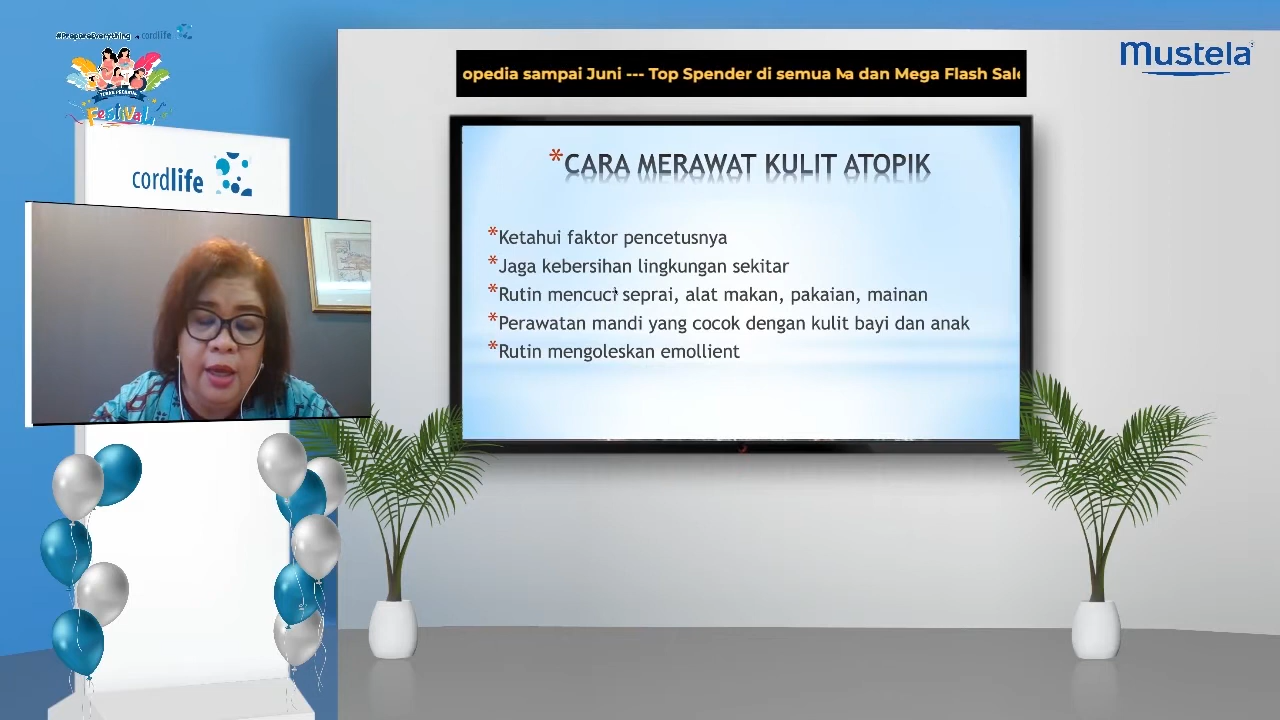 #PrepareEverything cordlife
Festival
cordlife
opedia sampai Juni --- Top Spender di semua Ma dan Mega Flash Sale
mustela
*CARA MERAWAT KULIT ATOPIK
*Ketahui faktor pencetusnya
*Jaga kebersihan lingkungan sekitar
*Rutin mencuci seprai, alat makan, pakaian, mainan
*Perawatan mandi yang cocok dengan kulit bayi dan anak
*Rutin mengoleskan emollient